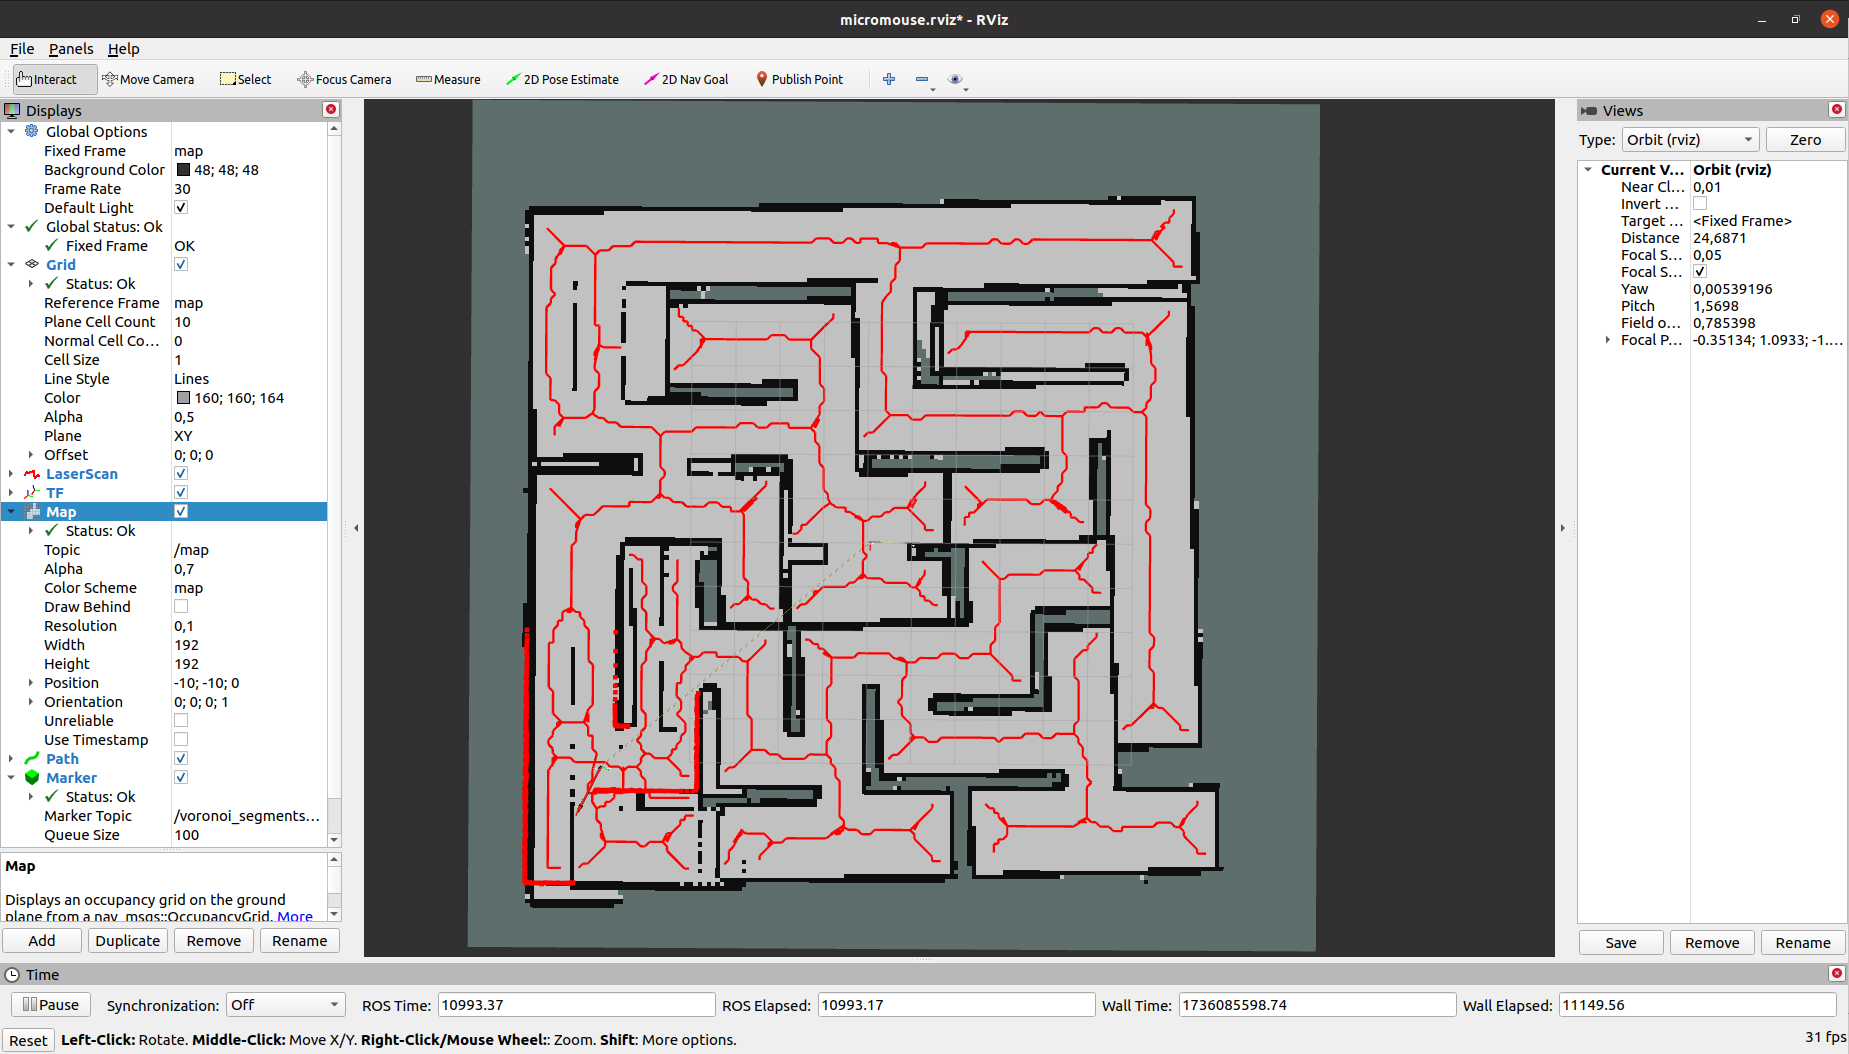 micromouse.rviz* - RViz
File Panels Help
Interact Move Camera Select Focus Camera Measure 2D Pose Estimate 2D Nav Goal Publish Point
Displays
Global Options
Fixed Frame map
Background Color 48; 48; 48
Frame Rate 30
Default Light
Global Status: Ok
Fixed Frame OK
Grid
Status: Ok
Reference Frame map
Plane Cell Count 10
Normal Cell Co... 0
Cell Size 1
Line Style Lines
Color 160; 160; 164
Alpha 0,5
Plane XY
Offset 0; 0; 0
LaserScan
TF
Map
Status: Ok
Topic /map
Alpha 0,7
Color Scheme map
Draw Behind
Resolution 0,1
Width 192
Height 192
Position -10; -10; 0
Orientation 0; 0; 0; 1
Unreliable
Use Timestamp
Path
Marker
Status: Ok
Marker Topic /voronoi_segments...
Queue Size 100
Map
Displays an occupancy grid on the ground
plane from a nav_msgs::OccupancyGrid. More
Add Duplicate Remove Rename
Views
Type: Orbit (rviz) Zero
Current V... Orbit (rviz)
Near Cl... 0,01
Invert ...
Target ... <Fixed Frame>
Distance 24,6871
Focal S... 0,05
Focal S...
Yaw 0,00539196
Pitch 1,5698
Field o... 0,785398
Focal P... -0.35134; 1.0933; -1....
Save Remove Rename
Time
Pause Synchronization: Off ROS Time: 10993.37 ROS Elapsed: 10993.17 Wall Time: 1736085598.74 Wall Elapsed: 11149.56
Reset Left-Click: Rotate. Middle-Click: Move X/Y. Right-Click/Mouse Wheel:: Zoom. Shift: More options. 31 fps